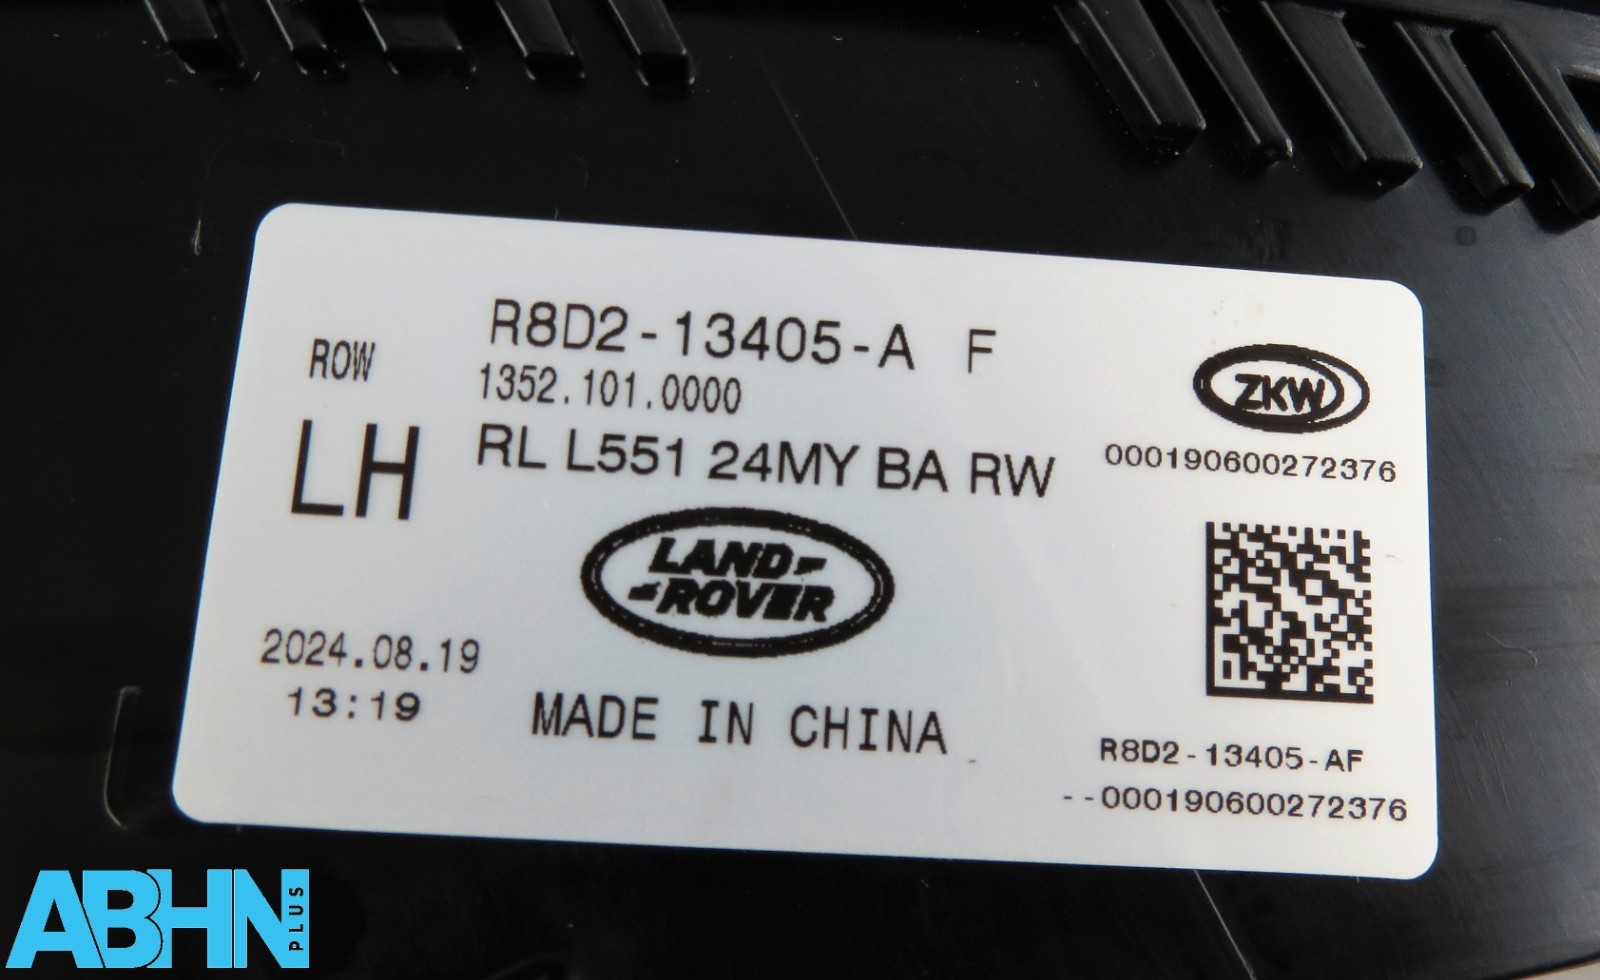 R8D2-13405-A F
ROW
1352.101.0000
ZKW
LH
RL L551 24MY BA RW
000190600272376
LAND-
-ROVER
2024.08.19
13:19
MADE IN CHINA
R8D2-13405-AF
--000190600272376
ABHN PLUS